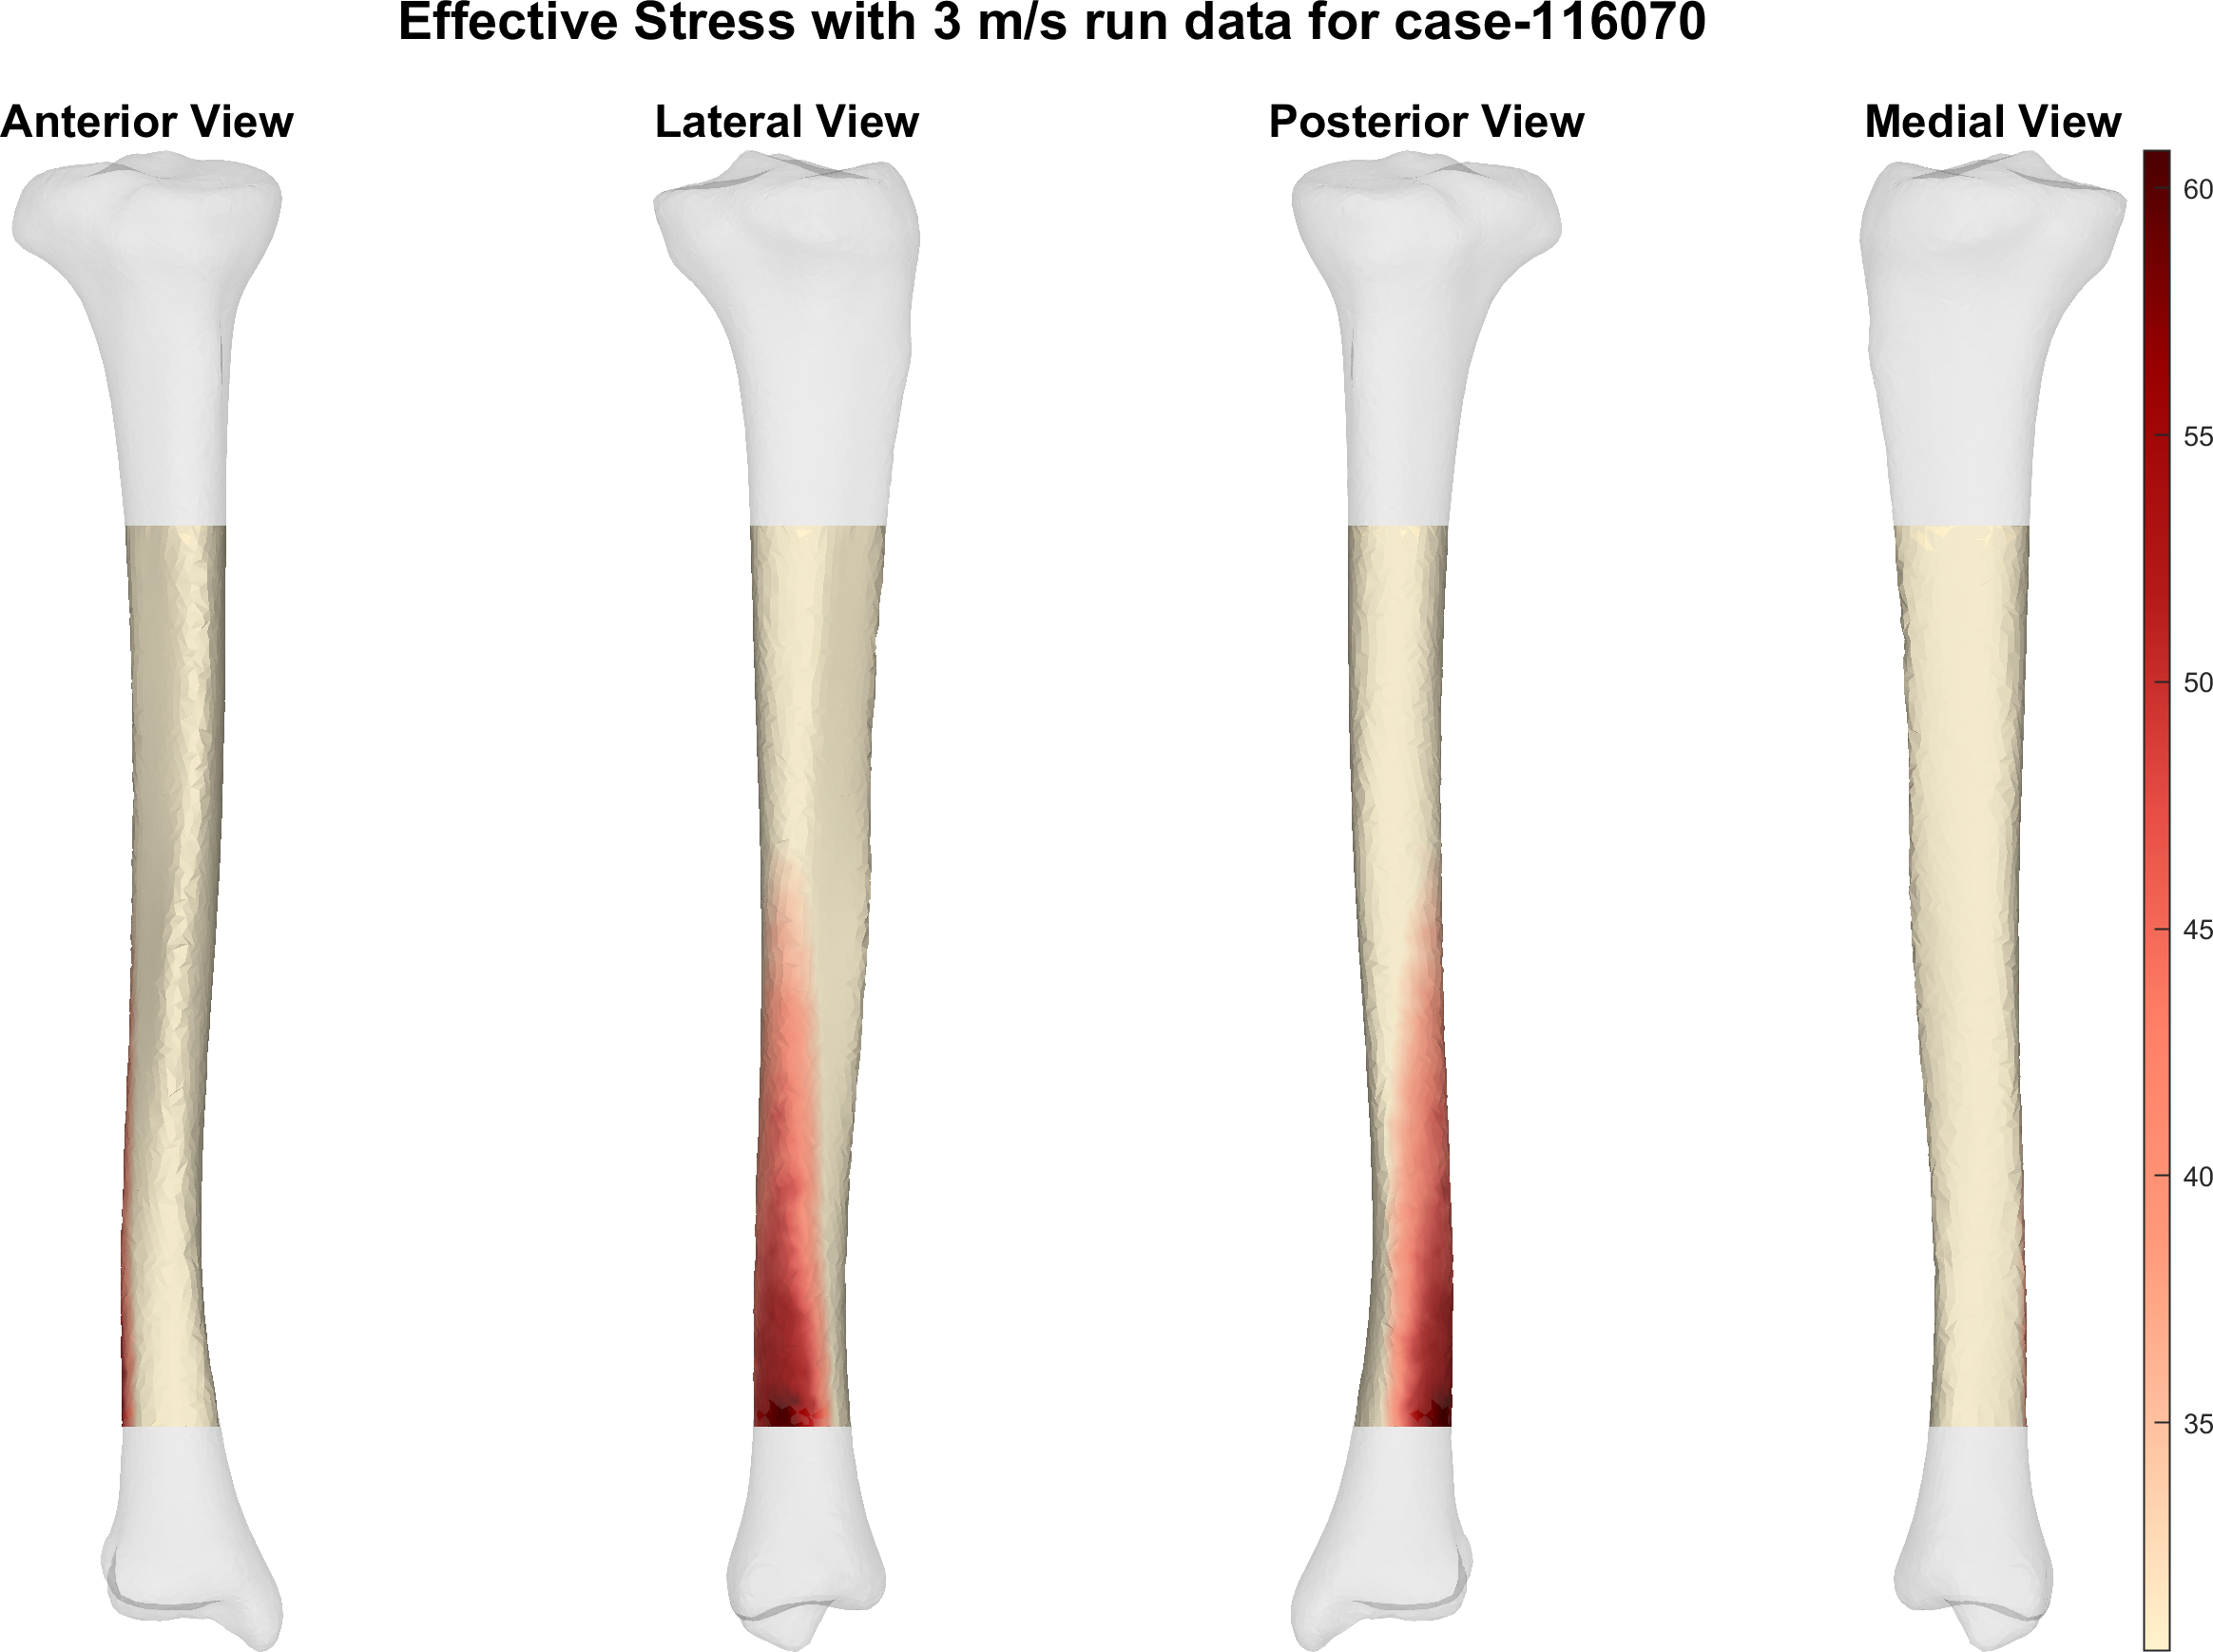 Effective Stress with 3 m/s run data for case-116070
Anterior View
Lateral View
Posterior View
Medial View
60
55
50
45
40
35